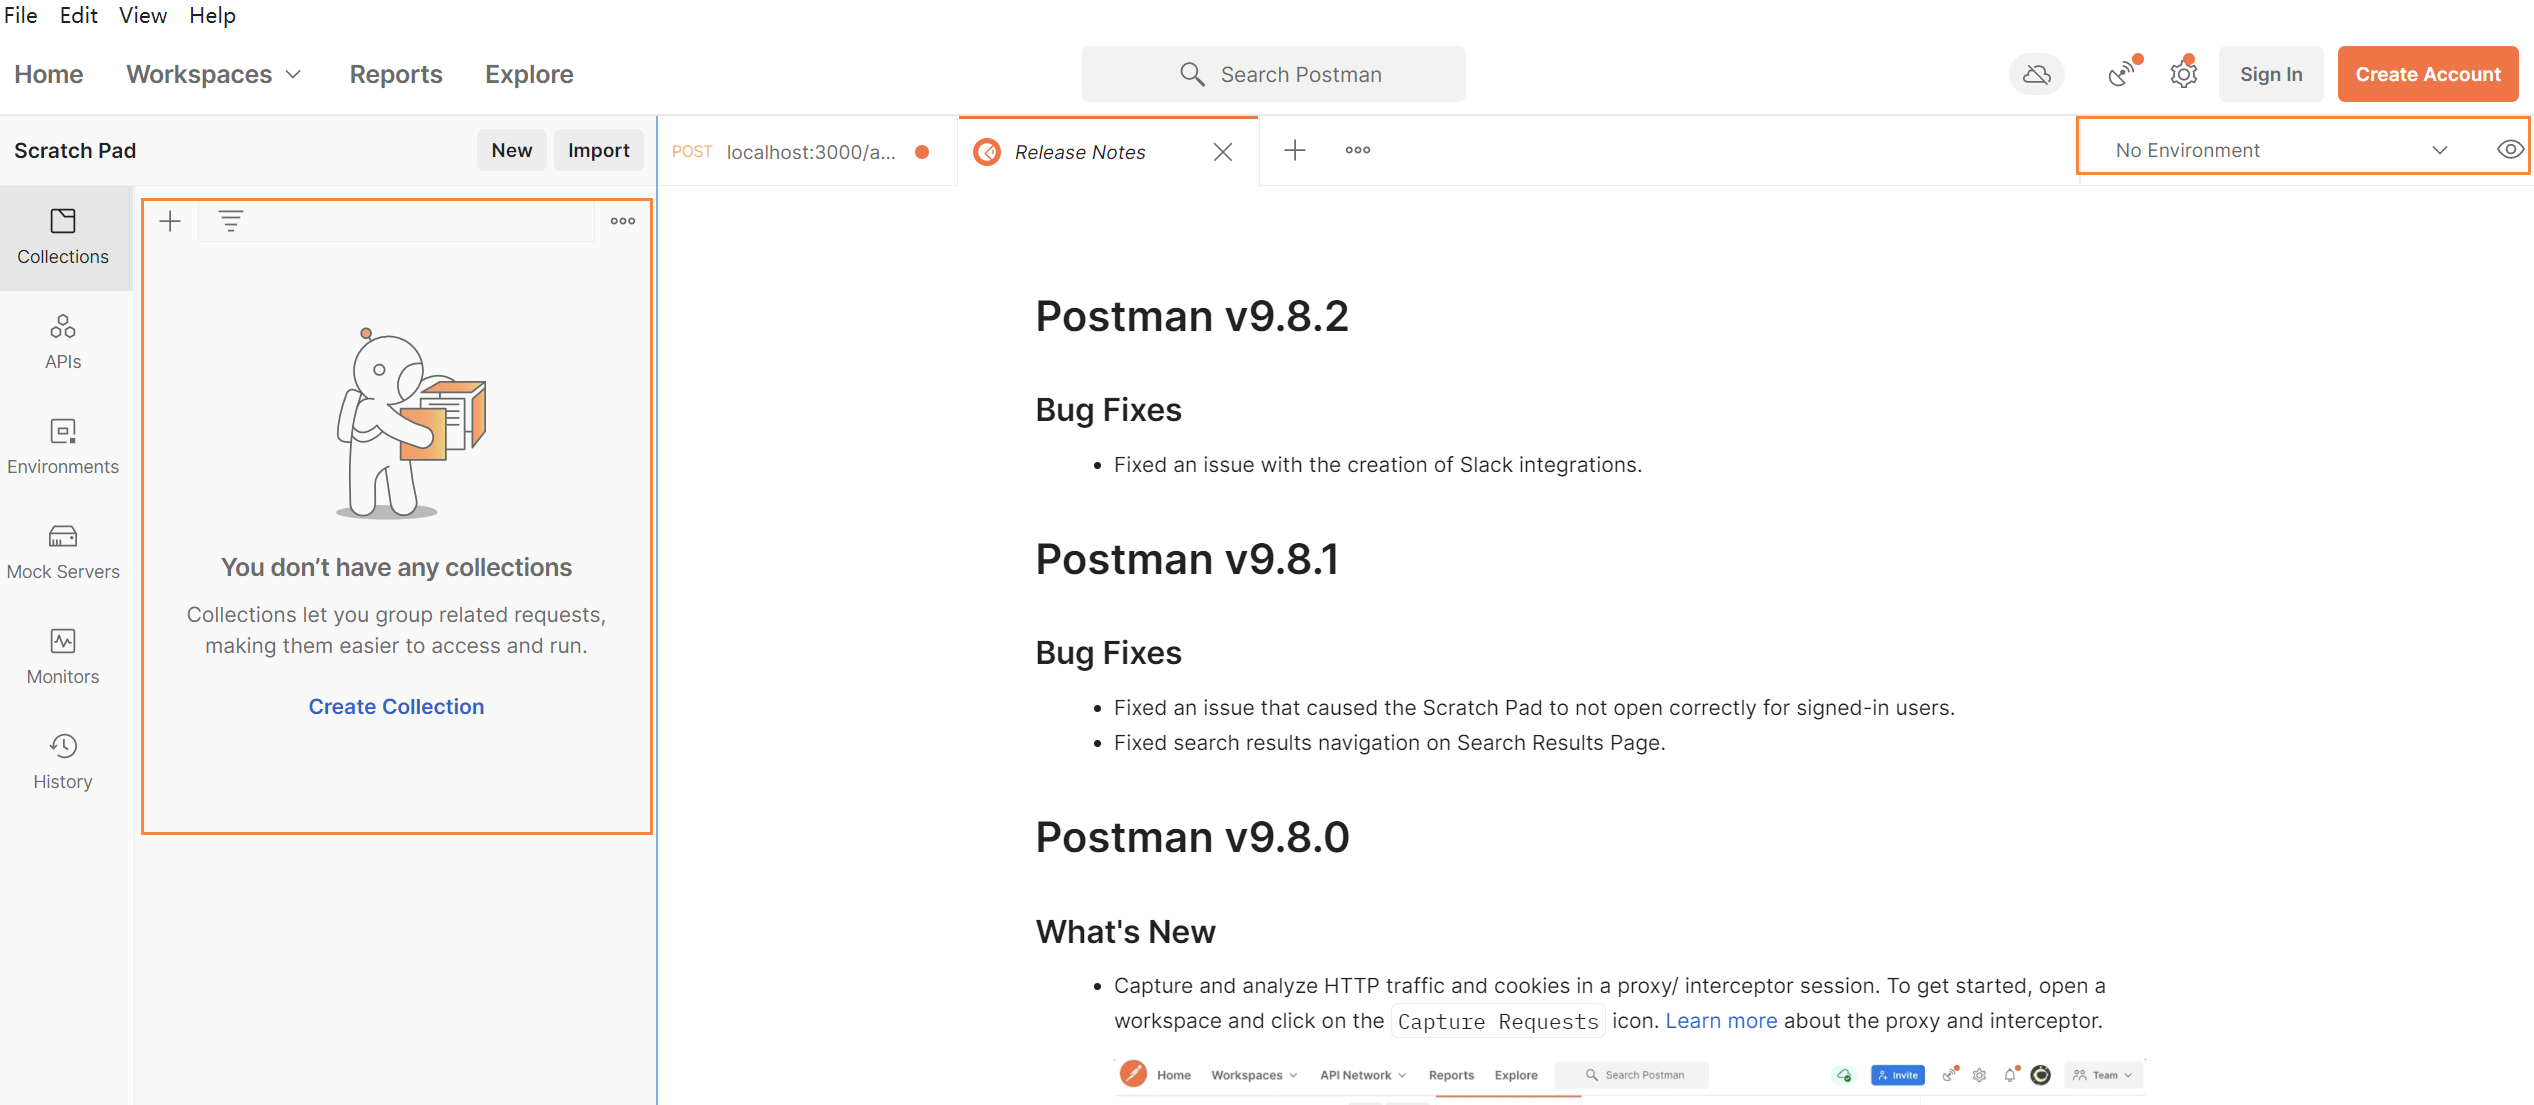 File Edit View Help
Home Workspaces Reports Explore Search Postman Sign In Create Account
Scratch Pad New Import POST localhost:3000/a... Release Notes No Environment
Collections
APIs
Environments
Mock Servers
Monitors
History
You don’t have any collections
Collections let you group related requests,
making them easier to access and run.
Create Collection
Postman v9.8.2
Bug Fixes
• Fixed an issue with the creation of Slack integrations.
Postman v9.8.1
Bug Fixes
• Fixed an issue that caused the Scratch Pad to not open correctly for signed-in users.
• Fixed search results navigation on Search Results Page.
Postman v9.8.0
What's New
• Capture and analyze HTTP traffic and cookies in a proxy/ interceptor session. To get started, open a
workspace and click on the Capture Requests icon. Learn more about the proxy and interceptor.
Home Workspaces API Network Reports Explore Search Postman Invite Team